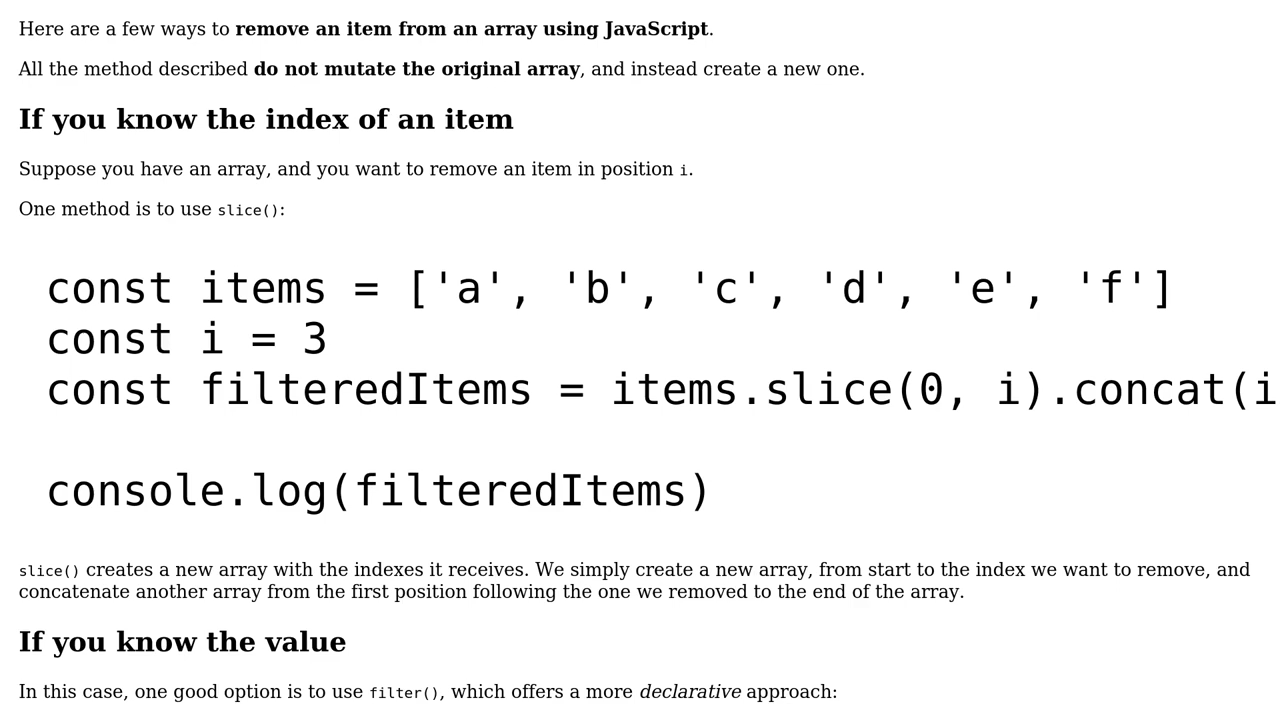 Here are a few ways to remove an item from an array using JavaScript.
All the method described do not mutate the original array, and instead create a new one.
If you know the index of an item
Suppose you have an array, and you want to remove an item in position i.
One method is to use slice():
const items = ['a', 'b', 'c', 'd', 'e', 'f']
const i = 3
const filteredItems = items.slice(0, i).concat(i
console.log(filteredItems)
slice() creates a new array with the indexes it receives. We simply create a new array, from start to the index we want to remove, and
concatenate another array from the first position following the one we removed to the end of the array.
If you know the value
In this case, one good option is to use filter(), which offers a more declarative approach: